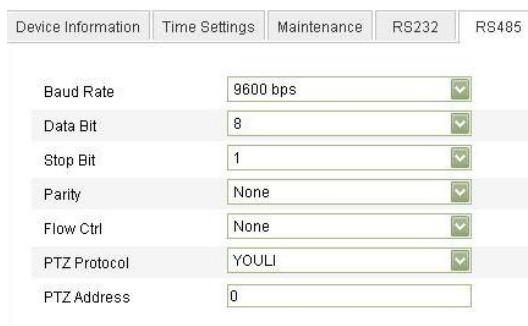 Device Information Time Settings Maintenance RS232 RS485
Baud Rate 9600 bps
Data Bit 8
Stop Bit 1
Parity None
Flow Ctrl None
PTZ Protocol YOULI
PTZ Address 0